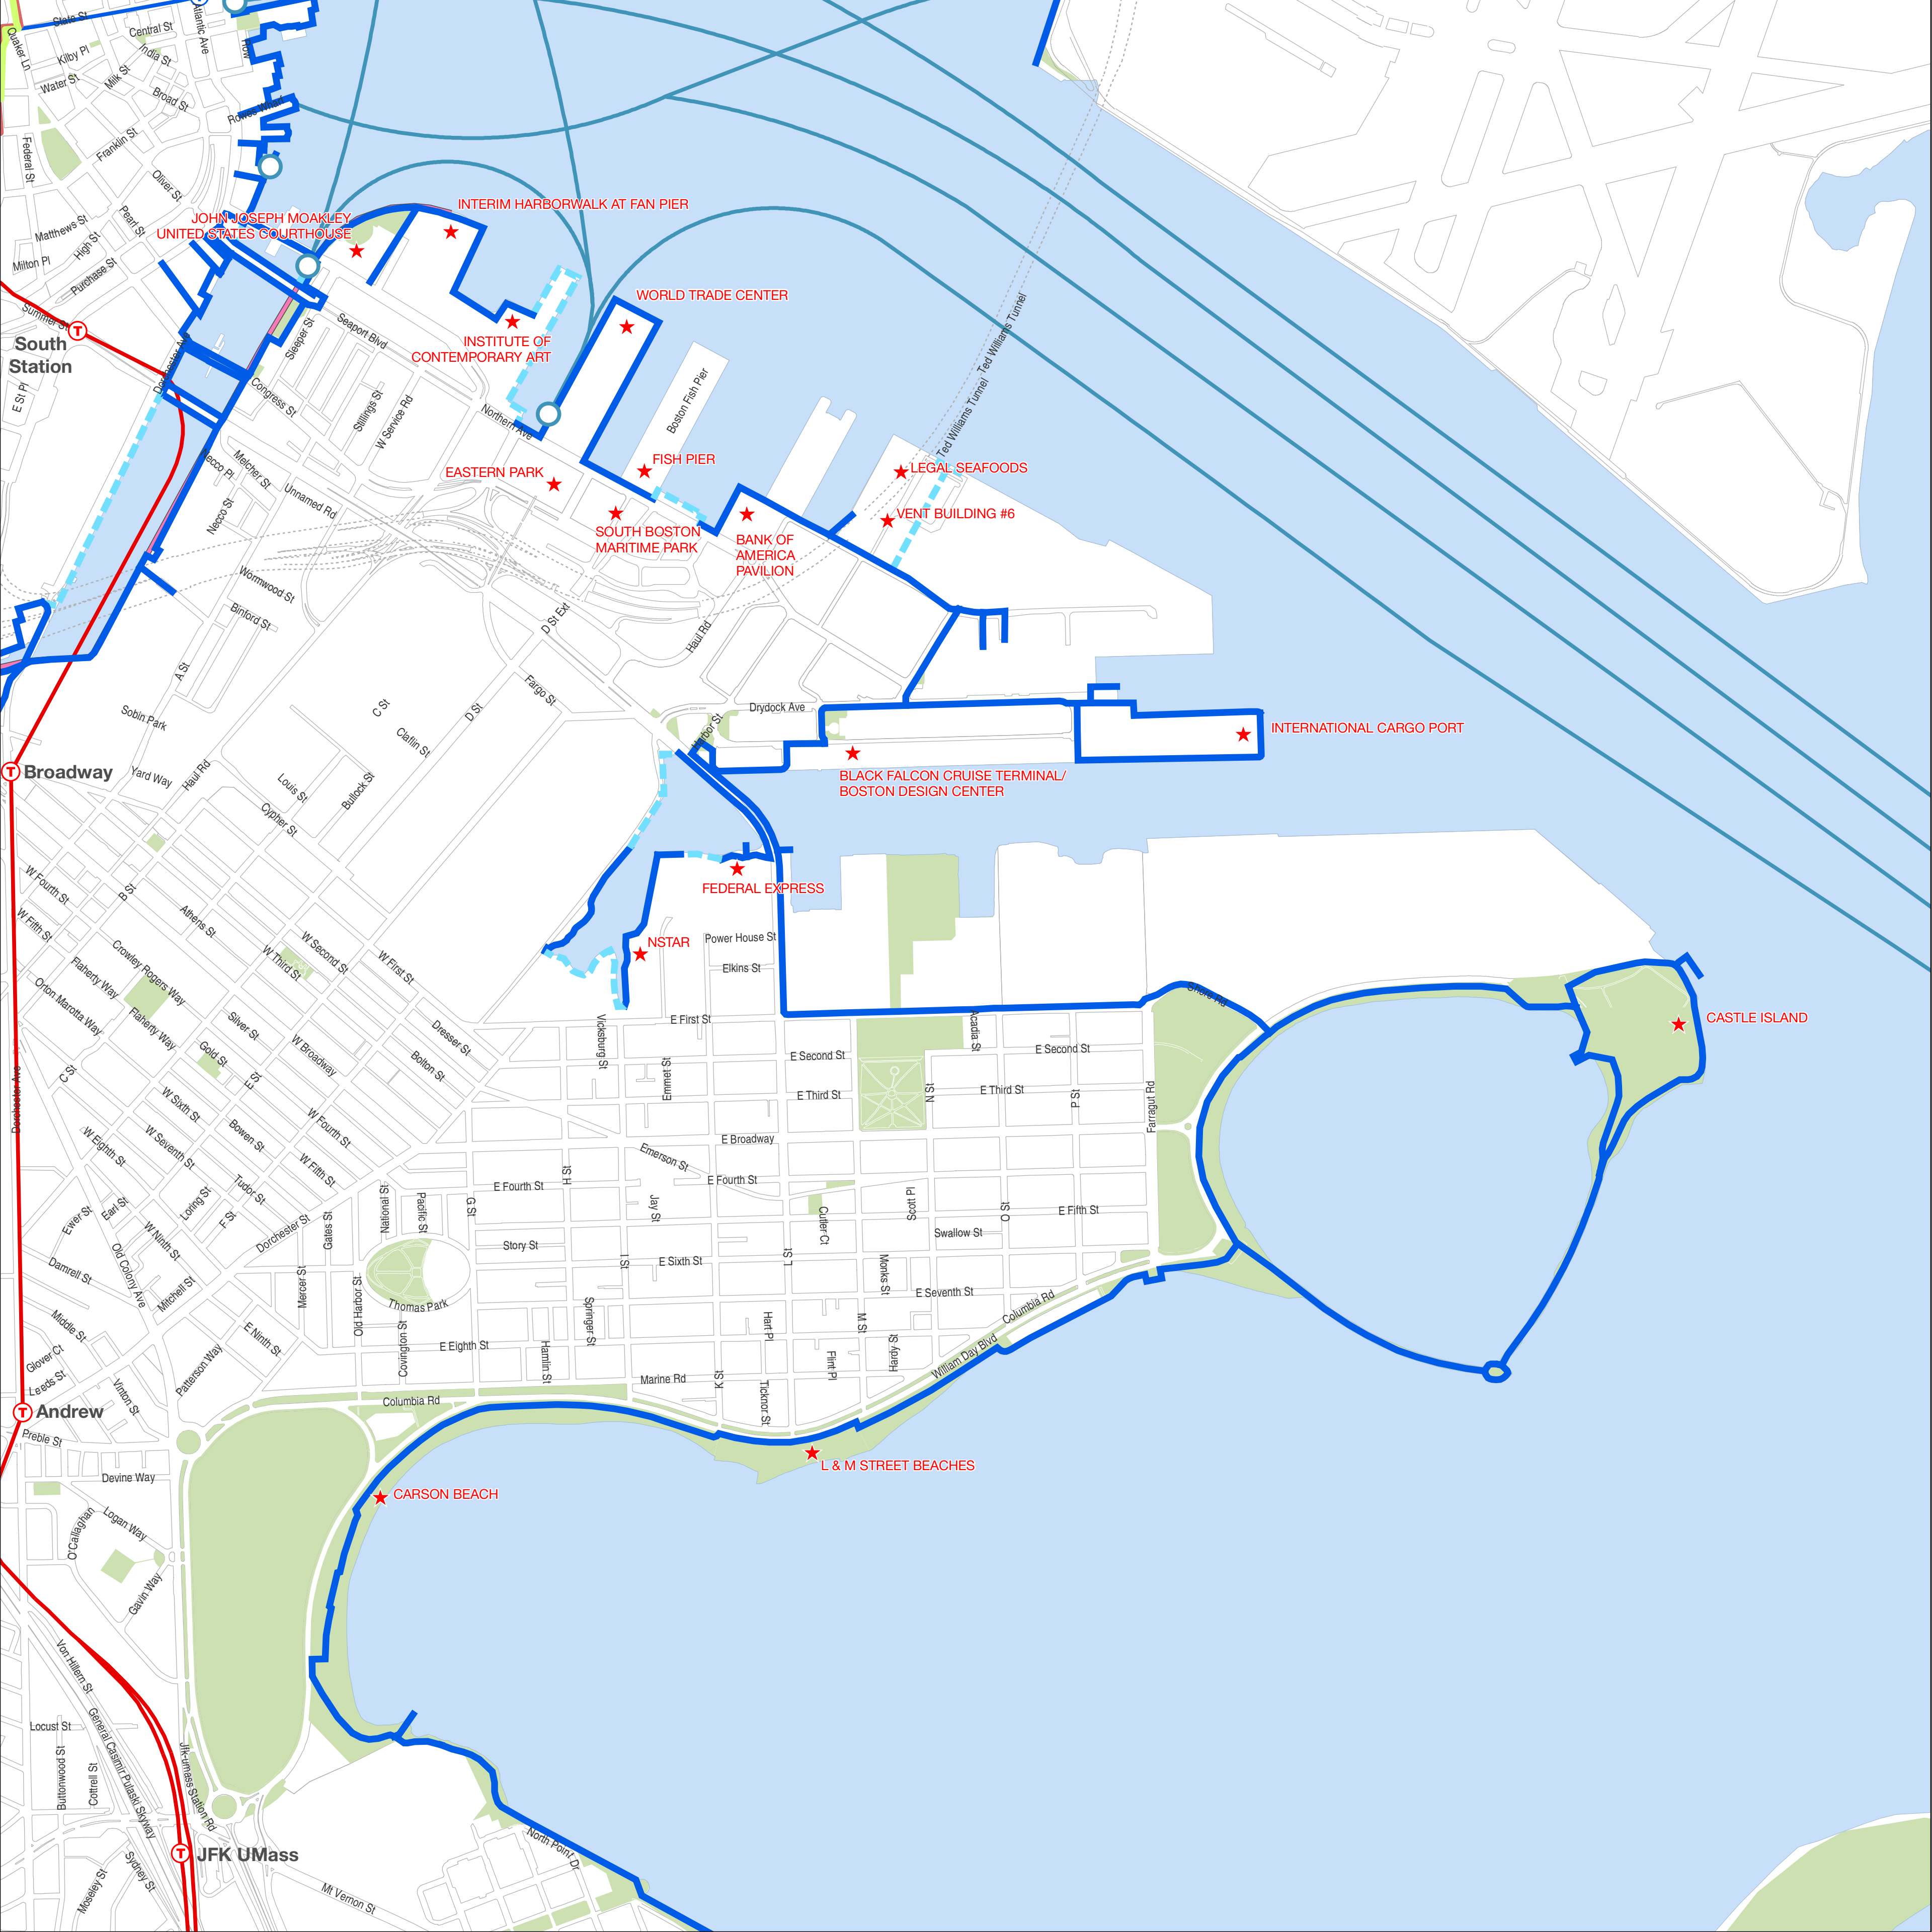 State St
Central St
Atlantic Ave
Quaker Ln
Kilby Pl
India St
Milk St
Water St
Broad St
Rowes Wharf
Federal St
Franklin St
Oliver St
Pearl St
Matthews St
High St
Milton Pl
Purchase St
Summer St
South
Station
Dorchester Ave
E St Pl
JOHN JOSEPH MOAKLEY
UNITED STATES COURTHOUSE
INTERIM HARBORWALK AT FAN PIER
WORLD TRADE CENTER
INSTITUTE OF
CONTEMPORARY ART
Seaport Blvd
Sleeper St
Congress St
Stillings St
W Service Rd
Northern Ave
Boston Fish Pier
FISH PIER
EASTERN PARK
SOUTH BOSTON
MARITIME PARK
BANK OF
AMERICA
PAVILION
LEGAL SEAFOODS
VENT BUILDING #6
Ted Williams Tunnel
Ted Williams Tunnel
Necco Pl
Melcher St
Necco St
Unnamed Rd
Wormwood St
Binford St
D St Ext
Haul Rd
A St
Fargo St
Sobin Park
C St
D St
Claflin St
Drydock Ave
Harbor St
INTERNATIONAL CARGO PORT
BLACK FALCON CRUISE TERMINAL/
BOSTON DESIGN CENTER
Broadway
Yard Way
Haul Rd
Louis St
Bullock St
Cypher St
FEDERAL EXPRESS
NSTAR
Power House St
Elkins St
W Fourth St
B St
W Fifth St
Athens St
Crowley Rogers Way
W Third St
W Second St
W First St
Flaherty Way
Orton Marotta Way
Flaherty Way
Silver St
Gold St
W Broadway
Dresser St
Bolton St
Vicksburg St
E First St
Acadia St
Shore Rd
CASTLE ISLAND
E Second St
E Second St
Emmet St
E Third St
N St
E Third St
P St
Farragut Rd
Dorchester Ave
C St
E St
W Sixth St
W Fourth St
W Eighth St
W Seventh St
Bowen St
W Fifth St
E Broadway
Emerson St
H St
E Fourth St
E Fourth St
Tudor St
Loring St
F St
Ewer St
Earl St
W Ninth St
Dorchester St
Gates St
National St
Pacific St
G St
Jay St
Cutler Ct
Scott Pl
O St
E Fifth St
Swallow St
Story St
I St
E Sixth St
L St
Monks St
E Seventh St
Damrell St
Old Colony Ave
Mitchell St
Mercer St
Old Harbor St
Thomas Park
Springer St
Columbia Rd
Middle St
E Ninth St
Covington St
E Eighth St
Hamlin St
Hart Pl
M St
Flint Pl
Hardy St
William Day Blvd
Glover Ct
Leeds St
Vinton St
Patterson Way
Marine Rd
K St
Ticknor St
Columbia Rd
Andrew
Preble St
L & M STREET BEACHES
Devine Way
CARSON BEACH
Logan Way
O'Callaghan
Gavin Way
Von Hillern St
General Casimir Pulaski Skyway
Locust St
Buttonwood St
Cottrell St
Jfk-umass Station Rd
JFK UMass
Sydney St
Moseley St
Mt Vernon St
North Point Dr